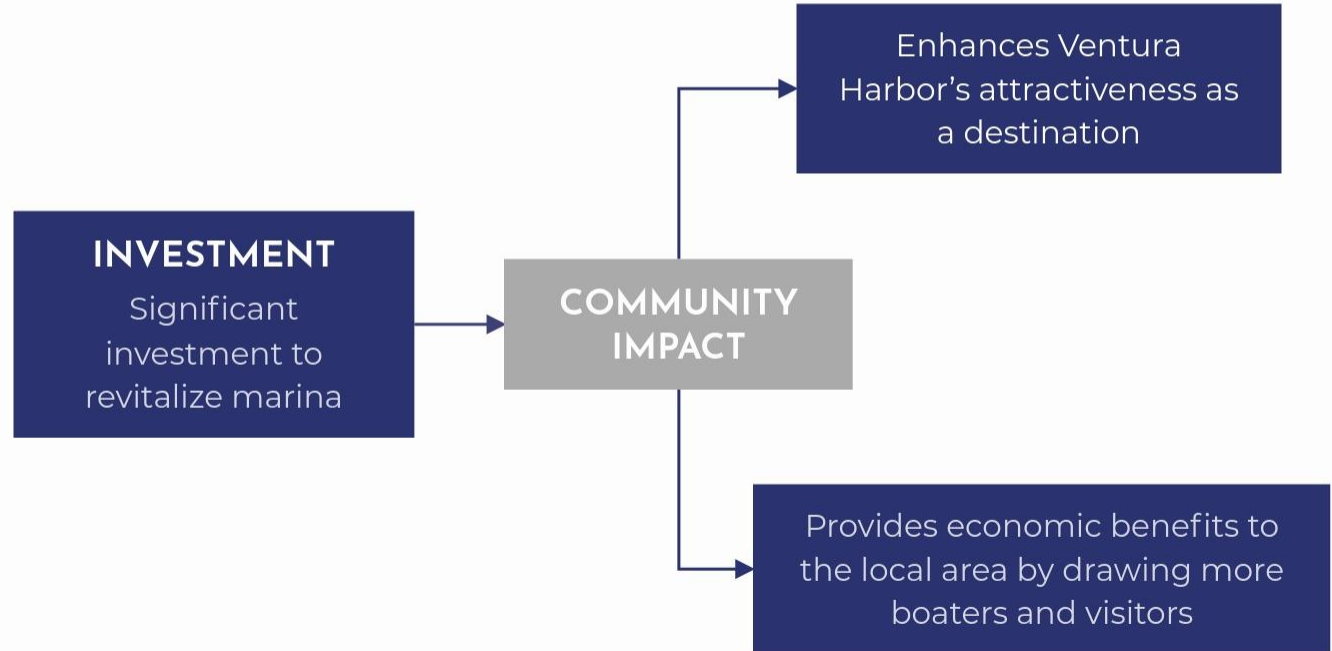 INVESTMENT
Significant
investment to
revitalize marina
COMMUNITY
IMPACT
Enhances Ventura
Harbor’s attractiveness as
a destination
Provides economic benefits to
the local area by drawing more
boaters and visitors